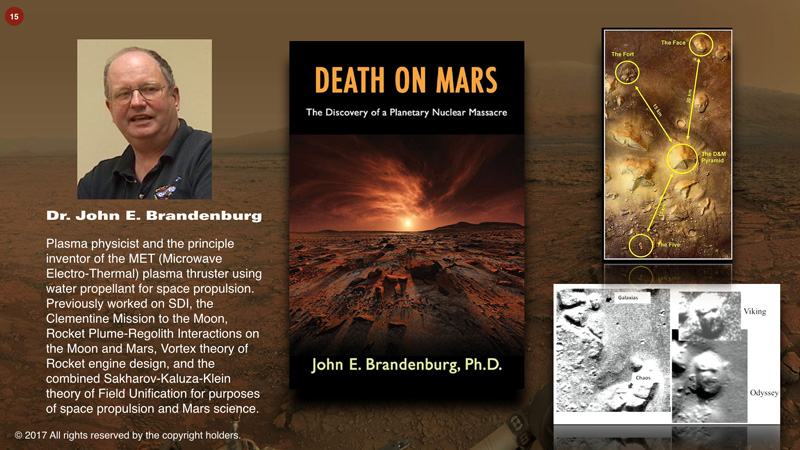 15
Dr. John E. Brandenburg
Plasma physicist and the principle
inventor of the MET (Microwave
Electro-Thermal) plasma thruster using
water propellant for space propulsion.
Previously worked on SDI, the
Clementine Mission to the Moon,
Rocket Plume-Regolith Interactions on
the Moon and Mars, Vortex theory of
Rocket engine design, and the
combined Sakharov-Kaluza-Klein
theory of Field Unification for purposes
of space propulsion and Mars science.
© 2017 All rights reserved by the copyright holders.
DEATH ON MARS
The Discovery of a Planetary Nuclear Massacre
John E. Brandenburg, Ph.D.
The Face
The Fort
The D&M
Pyramid
The Five
Galaxias
Chaos
Viking
Odyssey